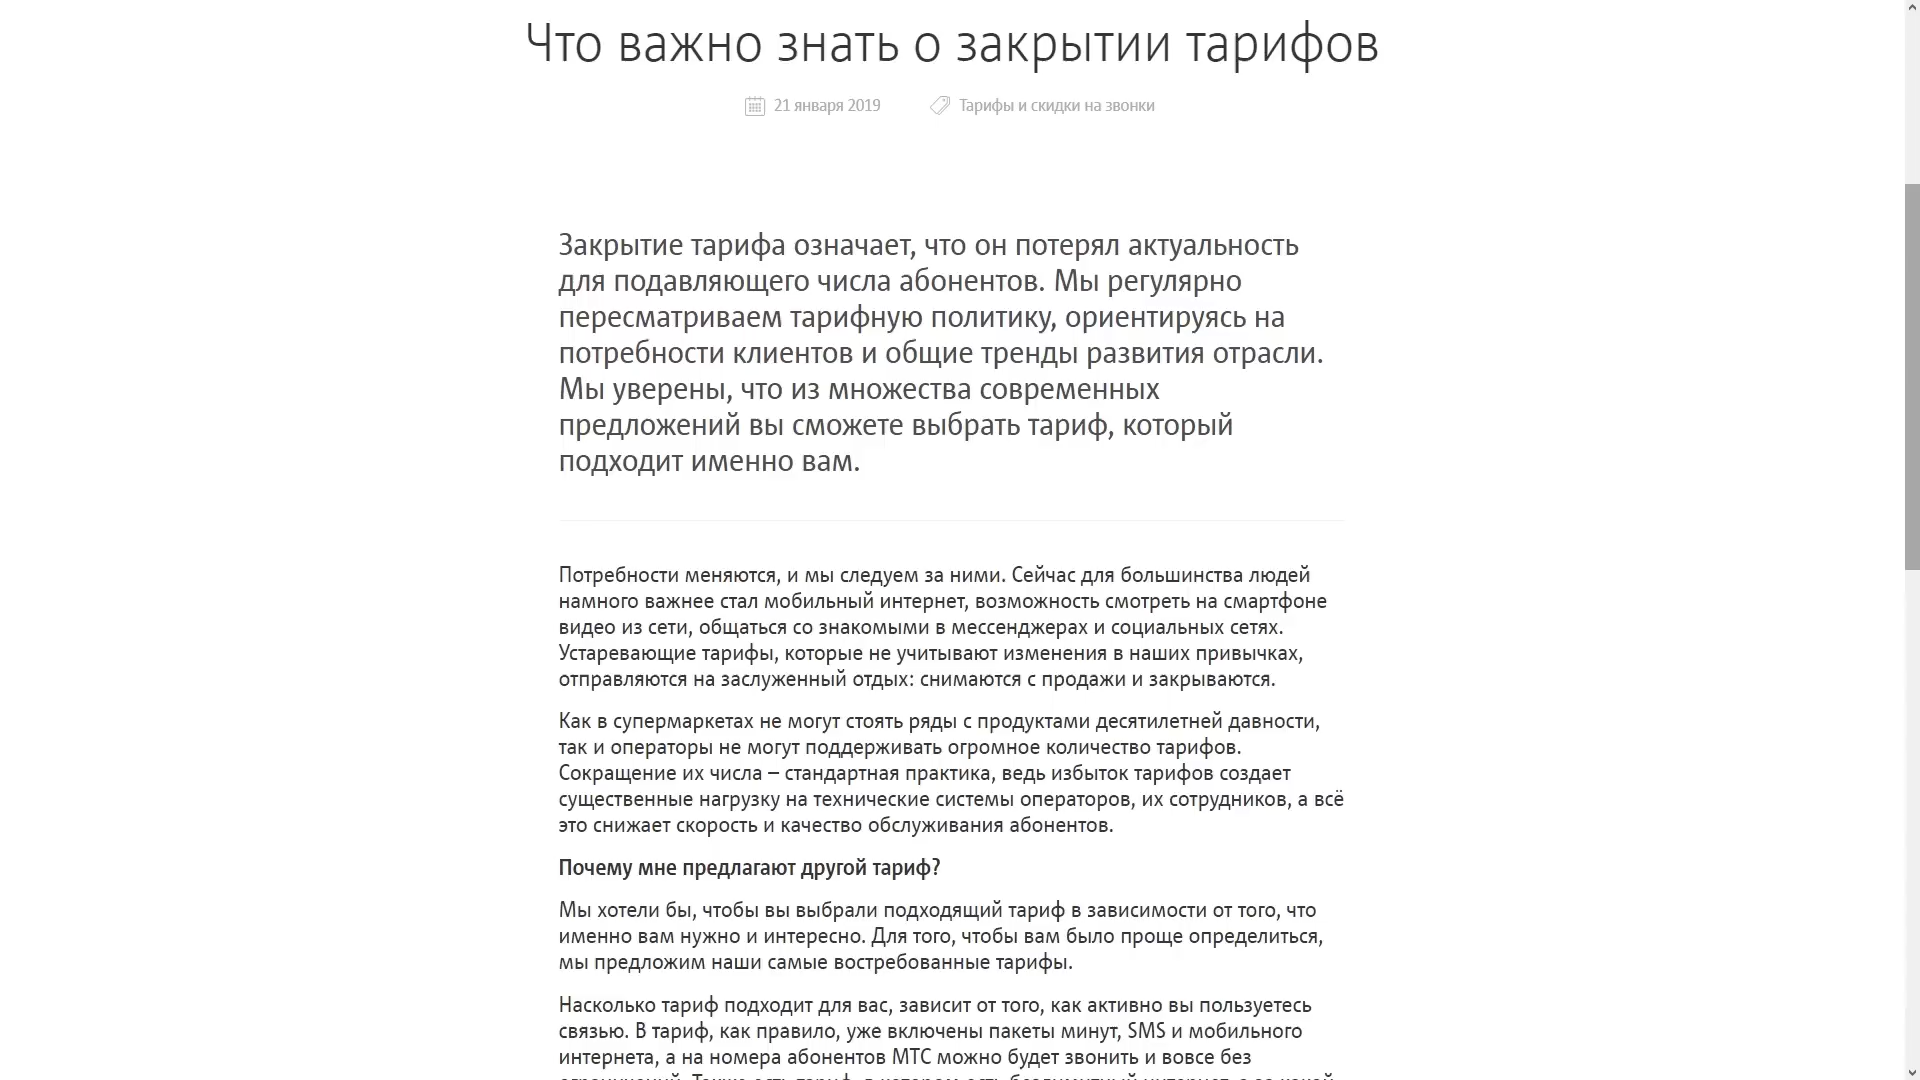 Что важно знать о закрытии тарифов
21 января 2019
Тарифы и скидки на звонки
Закрытие тарифа означает, что он потерял актуальность
для подавляющего числа абонентов. Мы регулярно
пересматриваем тарифную политику, ориентируясь на
потребности клиентов и общие тренды развития отрасли.
Мы уверены, что из множества современных
предложений вы сможете выбрать тариф, который
подходит именно вам.
Потребности меняются, и мы следуем за ними. Сейчас для большинства людей
намного важнее стал мобильный интернет, возможность смотреть на смартфоне
видео из сети, общаться со знакомыми в мессенджерах и социальных сетях.
Устаревающие тарифы, которые не учитывают изменения в наших привычках,
отправляются на заслуженный отдых: снимаются с продажи и закрываются.
Как в супермаркетах не могут стоять ряды с продуктами десятилетней давности,
так и операторы не могут поддерживать огромное количество тарифов.
Сокращение их числа – стандартная практика, ведь избыток тарифов создает
существенные нагрузку на технические системы операторов, их сотрудников, а всё
это снижает скорость и качество обслуживания абонентов.
Почему мне предлагают другой тариф?
Мы хотели бы, чтобы вы выбрали подходящий тариф в зависимости от того, что
именно вам нужно и интересно. Для того, чтобы вам было проще определиться,
мы предложим наши самые востребованные тарифы.
Насколько тариф подходит для вас, зависит от того, как активно вы пользуетесь
связью. В тариф, как правило, уже включены пакеты минут, SMS и мобильного
интернета, а на номера абонентов МТС можно будет звонить и вовсе без